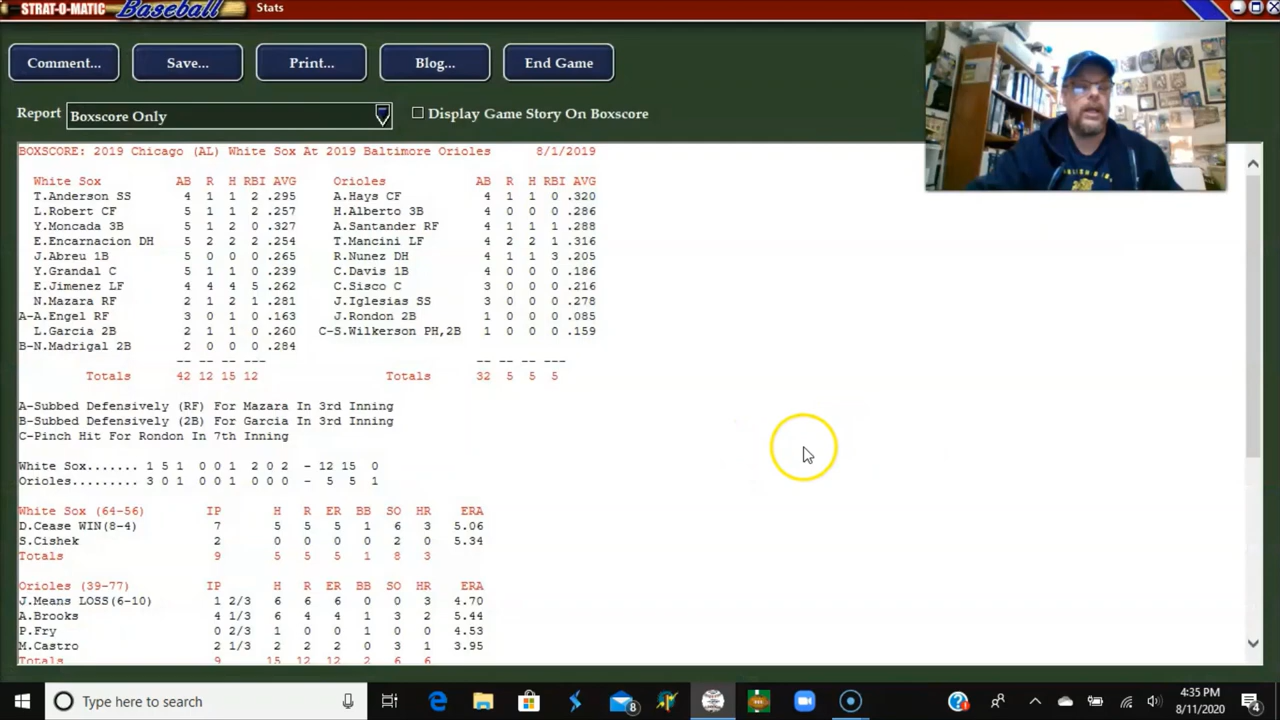 STRAT-O-MATIC Baseball Stats
Comment... Save... Print... Blog... End Game
Report Boxscore Only Display Game Story On Boxscore
BOXSCORE: 2019 Chicago (AL) White Sox At 2019 Baltimore Orioles 8/1/2019
White Sox AB R H RBI AVG Orioles AB R H RBI AVG
T.Anderson SS 4 1 1 2 .295 A.Hays CF 4 1 1 0 .320
L.Robert CF 5 1 1 2 .257 H.Alberto 3B 4 0 0 0 .286
Y.Moncada 3B 5 1 2 0 .327 A.Santander RF 4 1 1 1 .288
E.Encarnacion DH 5 2 2 2 .254 T.Mancini LF 4 2 2 1 .316
J.Abreu 1B 5 0 0 0 .265 R.Nunez DH 4 1 1 3 .205
Y.Grandal C 5 1 1 0 .239 C.Davis 1B 4 0 0 0 .186
E.Jimenez LF 4 4 4 5 .262 C.Sisco C 3 0 0 0 .216
N.Mazara RF 2 1 2 1 .281 J.Iglesias SS 3 0 0 0 .278
A-A.Engel RF 3 0 1 0 .163 J.Rondon 2B 1 0 0 0 .085
L.Garcia 2B 2 1 1 0 .260 C-S.Wilkerson PH,2B 1 0 0 0 .159
B-N.Madrigal 2B 2 0 0 0 .284
-- -- -- --- -- -- -- ---
Totals 42 12 15 12 Totals 32 5 5 5
A-Subbed Defensively (RF) For Mazara In 3rd Inning
B-Subbed Defensively (2B) For Garcia In 3rd Inning
C-Pinch Hit For Rondon In 7th Inning
White Sox....... 1 5 1 0 0 1 2 0 2 - 12 15 0
Orioles......... 3 0 1 0 0 1 0 0 0 - 5 5 1
White Sox (64-56) IP H R ER BB SO HR ERA
D.Cease WIN(8-4) 7 5 5 5 1 6 3 5.06
S.Cishek 2 0 0 0 0 2 0 5.34
Totals 9 5 5 5 1 8 3
Orioles (39-77) IP H R ER BB SO HR ERA
J.Means LOSS(6-10) 1 2/3 6 6 6 0 0 3 4.70
A.Brooks 4 1/3 6 4 4 1 3 2 5.44
P.Fry 0 2/3 1 0 0 1 0 0 4.53
M.Castro 2 1/3 2 2 2 0 3 1 3.95
Totals 9 15 12 12 2 6 6
Type here to search 8 4:35 PM
8/11/2020 4